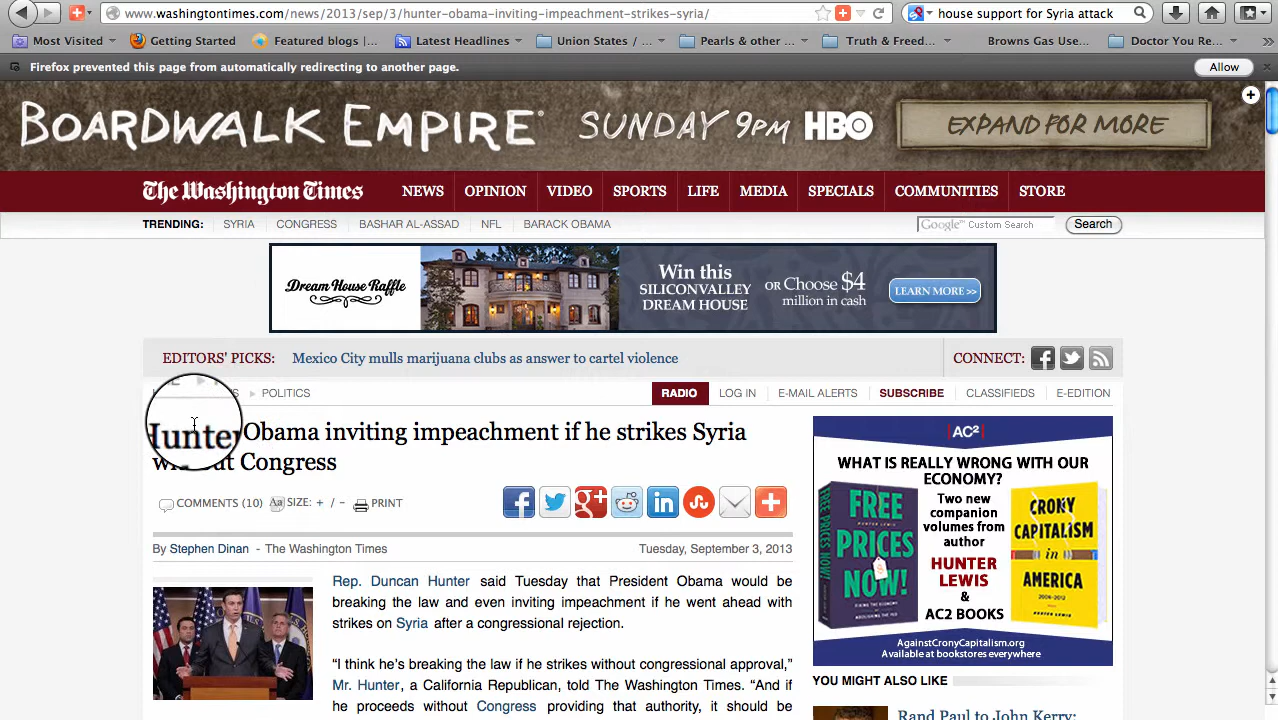 www.washingtontimes.com/news/2013/sep/3/hunter-obama-inviting-impeachment-strikes-syria/
house support for Syria attack
Most Visited
Getting Started
Featured blogs |...
Latest Headlines
Union States / ...
Pearls & other ...
Truth & Freed...
Browns Gas Use...
Doctor You Re...
Firefox prevented this page from automatically redirecting to another page.
Allow
BOARDWALK EMPIRE
SUNDAY 9PM HBO
EXPAND FOR MORE
The Washington Times
NEWS
OPINION
VIDEO
SPORTS
LIFE
MEDIA
SPECIALS
COMMUNITIES
STORE
TRENDING:
SYRIA
CONGRESS
BASHAR AL-ASSAD
NFL
BARACK OBAMA
Google™ Custom Search
Search
Dream House Raffle
Win this
SILICONVALLEY
DREAM HOUSE
OR Choose $4
million in cash
LEARN MORE >>
EDITORS' PICKS:
Mexico City mulls marijuana clubs as answer to cartel violence
CONNECT:
POLITICS
RADIO
LOG IN
E-MAIL ALERTS
SUBSCRIBE
CLASSIFIEDS
E-EDITION
Hunter Obama inviting impeachment if he strikes Syria
without Congress
COMMENTS (10)
Aa SIZE: + / -
PRINT
By Stephen Dinan - The Washington Times
Tuesday, September 3, 2013
Rep. Duncan Hunter said Tuesday that President Obama would be
breaking the law and even inviting impeachment if he went ahead with
strikes on Syria after a congressional rejection.
“I think he's breaking the law if he strikes without congressional approval,”
Mr. Hunter, a California Republican, told The Washington Times. “And if
he proceeds without Congress providing that authority, it should be
|AC²|
WHAT IS REALLY WRONG WITH OUR
ECONOMY?
Two new
companion
volumes from
author
HUNTER
LEWIS
&
AC2 BOOKS
FREE
PRICES
NOW!
CRONY
CAPITALISM
in
AMERICA
2008-2012
HUNTER LEWIS
AgainstCronyCapitalism.org
Available at bookstores everywhere
YOU MIGHT ALSO LIKE
Rand Paul to John Kerry: